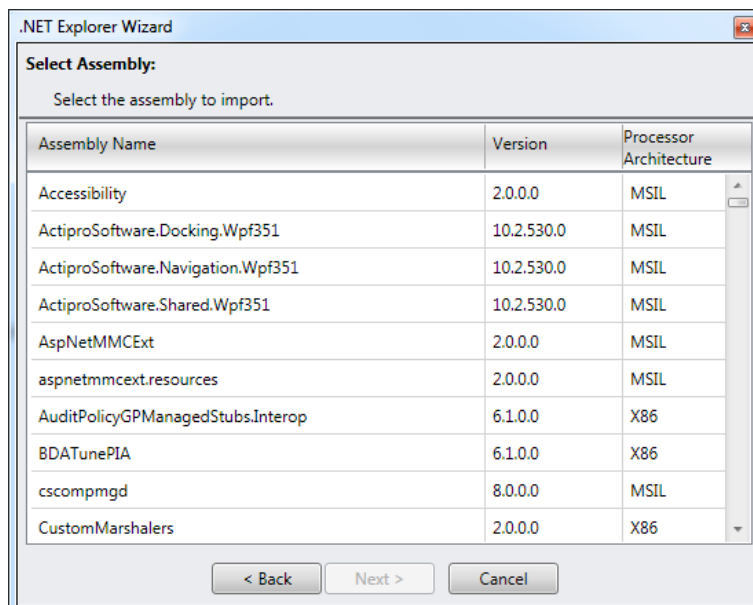 .NET Explorer Wizard
Select Assembly:
Select the assembly to import.
Assembly Name Version Processor Architecture
Accessibility 2.0.0.0 MSIL
ActiproSoftware.Docking.Wpf351 10.2.530.0 MSIL
ActiproSoftware.Navigation.Wpf351 10.2.530.0 MSIL
ActiproSoftware.Shared.Wpf351 10.2.530.0 MSIL
AspNetMMCExt 2.0.0.0 MSIL
aspnetmmcext.resources 2.0.0.0 MSIL
AuditPolicyGPManagedStubs.Interop 6.1.0.0 X86
BDATunePIA 6.1.0.0 X86
cscompmgd 8.0.0.0 MSIL
CustomMarshalers 2.0.0.0 X86
< Back Next > Cancel